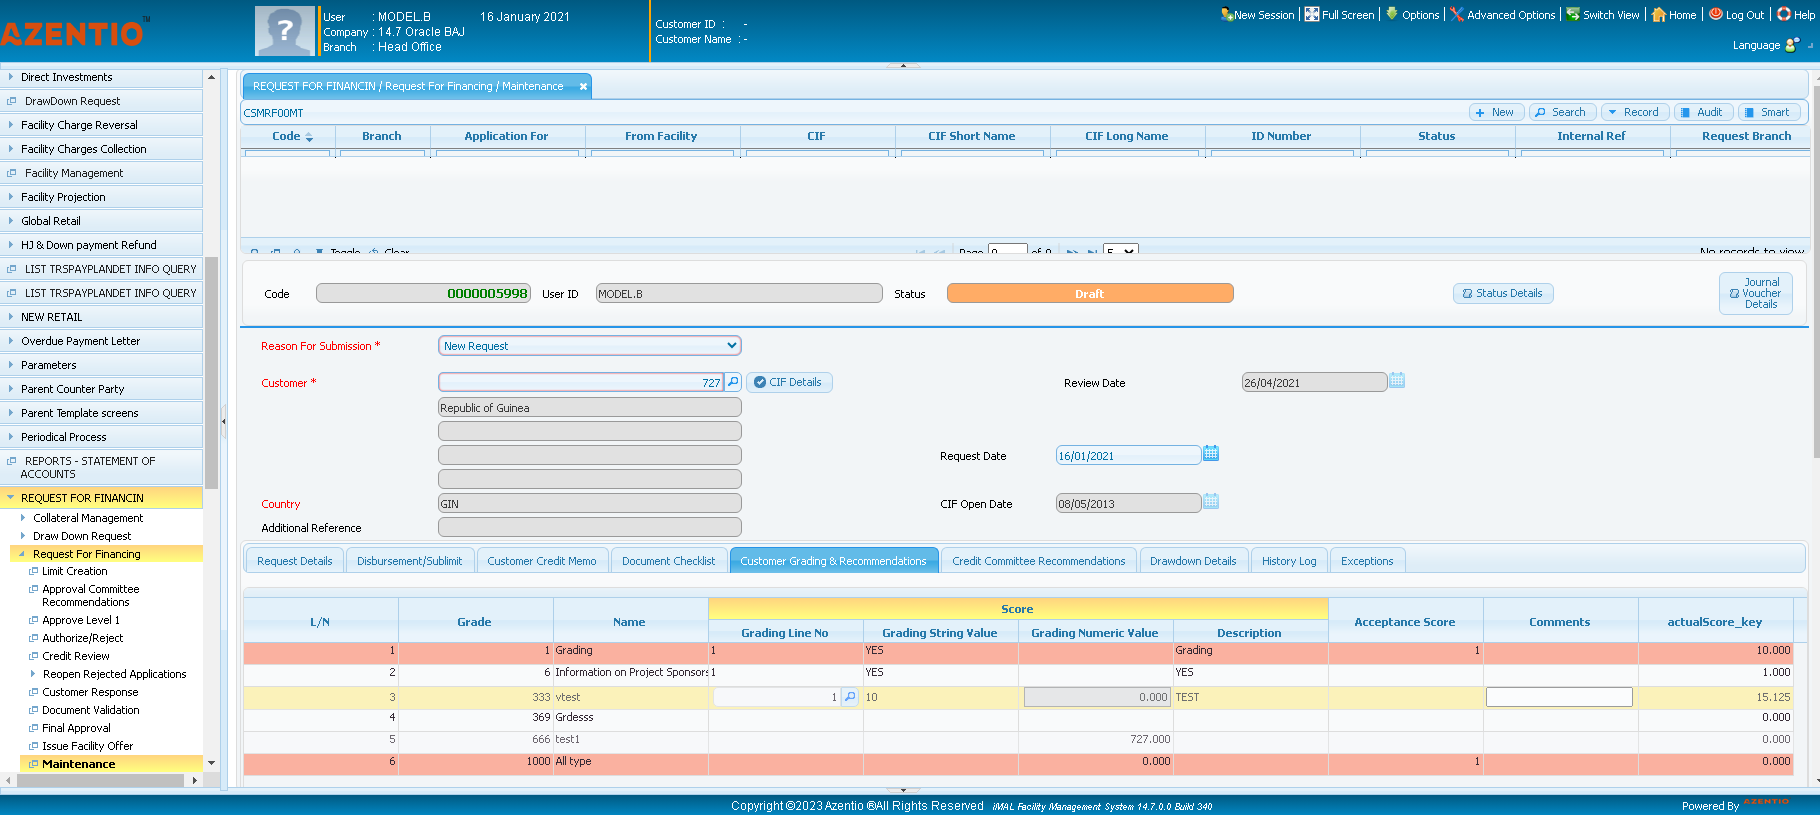 AZENTIO™
User : MODEL.B 16 January 2021
Company : 14.7 Oracle BAJ
Branch : Head Office
Customer ID : -
Customer Name : -
New Session | Full Screen | Options | Advanced Options | Switch View | Home | Log Out | Help
Language
Direct Investments
DrawDown Request
Facility Charge Reversal
Facility Charges Collection
Facility Management
Facility Projection
Global Retail
HJ & Down payment Refund
LIST TRSPAYPLANDET INFO QUERY
LIST TRSPAYPLANDET INFO QUERY
NEW RETAIL
Overdue Payment Letter
Parameters
Parent Counter Party
Parent Template screens
Periodical Process
REPORTS - STATEMENT OF
ACCOUNTS
REQUEST FOR FINANCIN
Collateral Management
Draw Down Request
Request For Financing
Limit Creation
Approval Committee
Recommendations
Approve Level 1
Authorize/Reject
Credit Review
Reopen Rejected Applications
Customer Response
Document Validation
Final Approval
Issue Facility Offer
Maintenance
REQUEST FOR FINANCIN / Request For Financing / Maintenance
CSMRF00MT
New Search Record Audit Smart
Code Branch Application For From Facility CIF CIF Short Name CIF Long Name ID Number Status Internal Ref Request Branch
Toggle Clear Page 0 of 0 5 No records to view
Code 0000005998 User ID MODEL.B Status Draft Status Details
Journal
Voucher
Details
Reason For Submission * New Request
Customer * 727 CIF Details Review Date 26/04/2021
Republic of Guinea
Request Date 16/01/2021
Country GIN CIF Open Date 08/05/2013
Additional Reference
Request Details Disbursement/Sublimit Customer Credit Memo Document Checklist Customer Grading & Recommendations Credit Committee Recommendations Drawdown Details History Log Exceptions
L/N Grade Name Score Acceptance Score Comments actualScore_key
Grading Line No Grading String Value Grading Numeric Value Description
1 1 Grading 1 YES Grading 1 10.000
2 6 Information on Project Sponsors 1 YES YES 1.000
3 333 vtest 1 10 0.000 TEST 15.125
4 369 Grdesss 0.000
5 666 test1 727.000 0.000
6 1000 All type 0.000 1 0.000
Copyright ©2023 Azentio ®All Rights Reserved iMAL Facility Management System 14.7.0.0 Build 340
Powered By AZENTIO